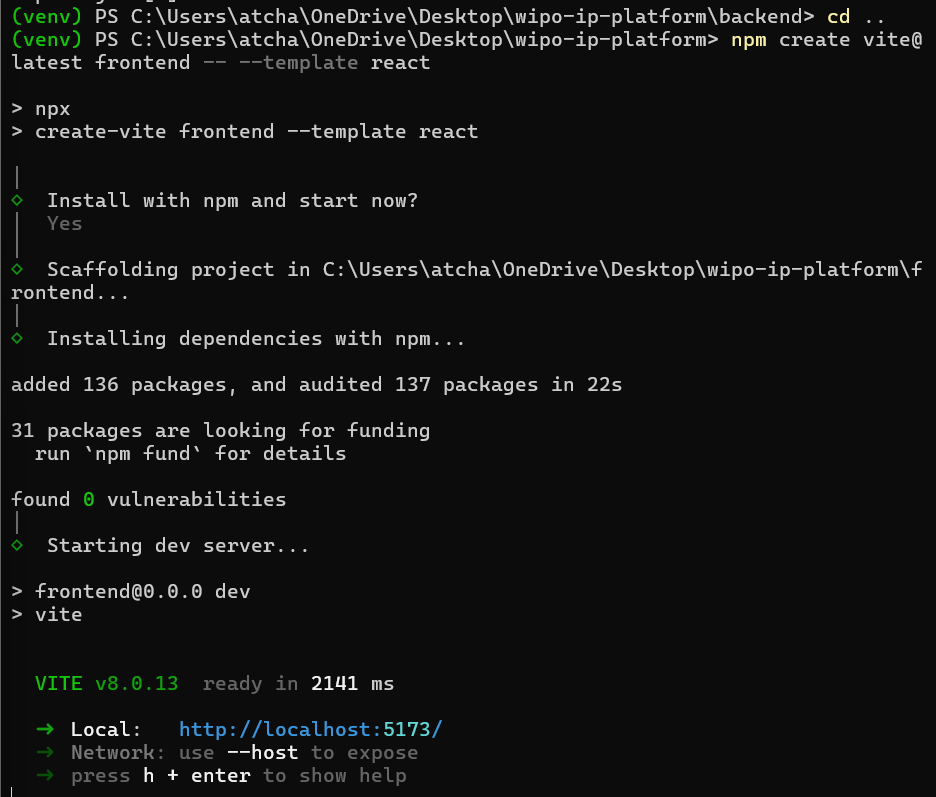 (venv) PS C:\Users\atcha\OneDrive\Desktop\wipo-ip-platform\backend> cd ..
(venv) PS C:\Users\atcha\OneDrive\Desktop\wipo-ip-platform> npm create vite@
latest frontend -- --template react
> npx
> create-vite frontend --template react
◇  Install with npm and start now?
│  Yes
◇  Scaffolding project in C:\Users\atcha\OneDrive\Desktop\wipo-ip-platform\f
rontend...
◇  Installing dependencies with npm...
added 136 packages, and audited 137 packages in 22s
31 packages are looking for funding
  run `npm fund` for details
found 0 vulnerabilities
◇  Starting dev server...
> frontend@0.0.0 dev
> vite
  VITE v8.0.13  ready in 2141 ms
  ➜  Local:   http://localhost:5173/
  ➜  Network: use --host to expose
  ➜  press h + enter to show help